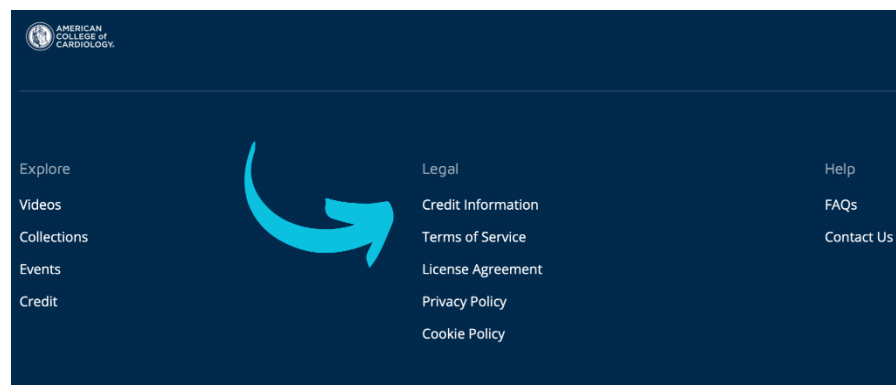 AMERICAN
COLLEGE of
CARDIOLOGY.
Explore
Videos
Collections
Events
Credit
Legal
Credit Information
Terms of Service
License Agreement
Privacy Policy
Cookie Policy
Help
FAQs
Contact Us